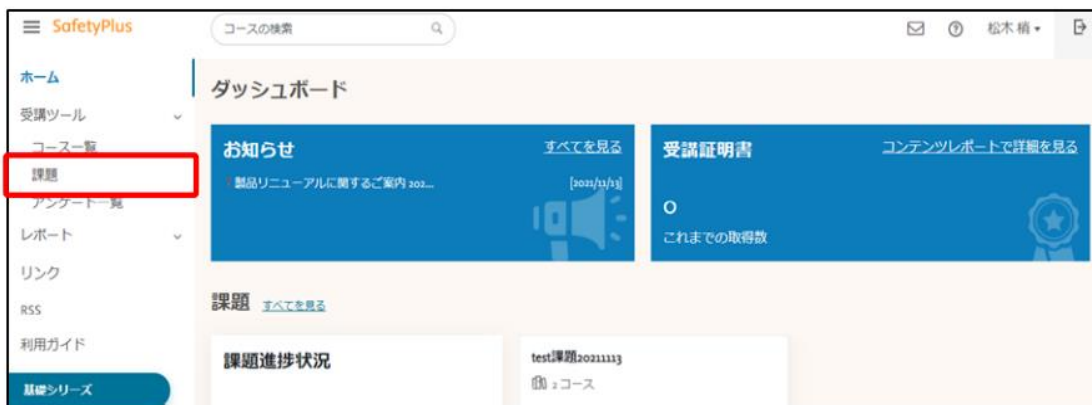 SafetyPlus
コースの検索
松木 梢
ホーム
受講ツール
コース一覧
課題
アンケート一覧
レポート
リンク
RSS
利用ガイド
基礎シリーズ
ダッシュボード
お知らせ
すべてを見る
製品リニューアルに関するご案内 202...
[2021/11/13]
受講証明書
コンテンツレポートで詳細を見る
0
これまでの取得数
課題
すべてを見る
課題進捗状況
test課題20211113
2 コース